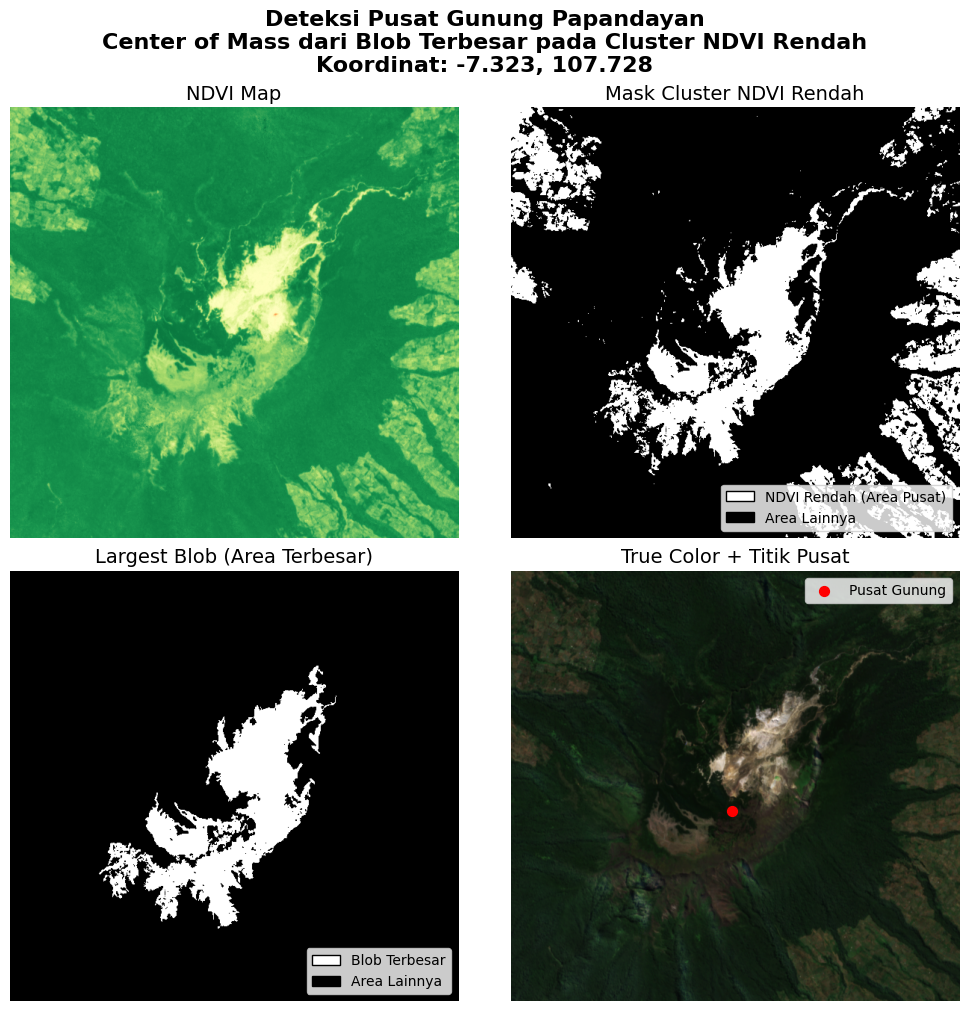 Deteksi Pusat Gunung Papandayan
Center of Mass dari Blob Terbesar pada Cluster NDVI Rendah
Koordinat: -7.323, 107.728
NDVI Map
Mask Cluster NDVI Rendah
NDVI Rendah (Area Pusat)
Area Lainnya
Largest Blob (Area Terbesar)
True Color + Titik Pusat
Blob Terbesar
Area Lainnya
Pusat Gunung